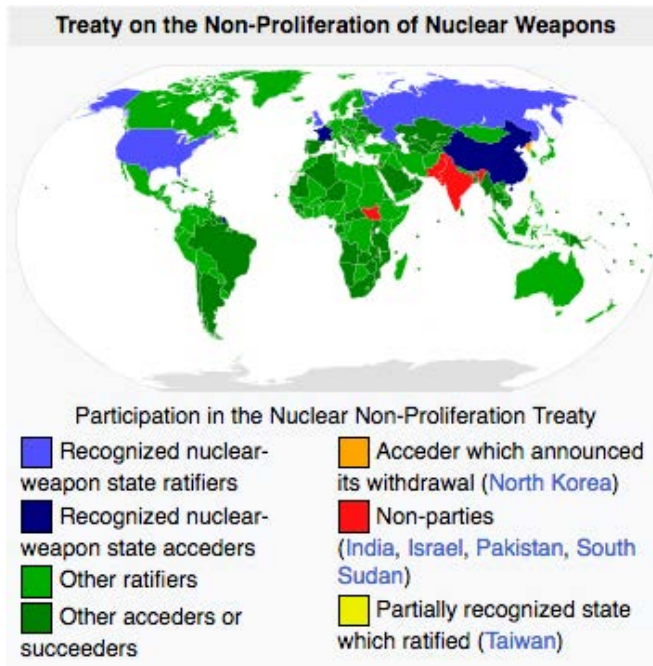 Treaty on the Non-Proliferation of Nuclear Weapons
Participation in the Nuclear Non-Proliferation Treaty
Recognized nuclear-
weapon state ratifiers
Recognized nuclear-
weapon state acceders
Other ratifiers
Other acceders or
succeeders
Acceder which announced
its withdrawal (North Korea)
Non-parties
(India, Israel, Pakistan, South
Sudan)
Partially recognized state
which ratified (Taiwan)